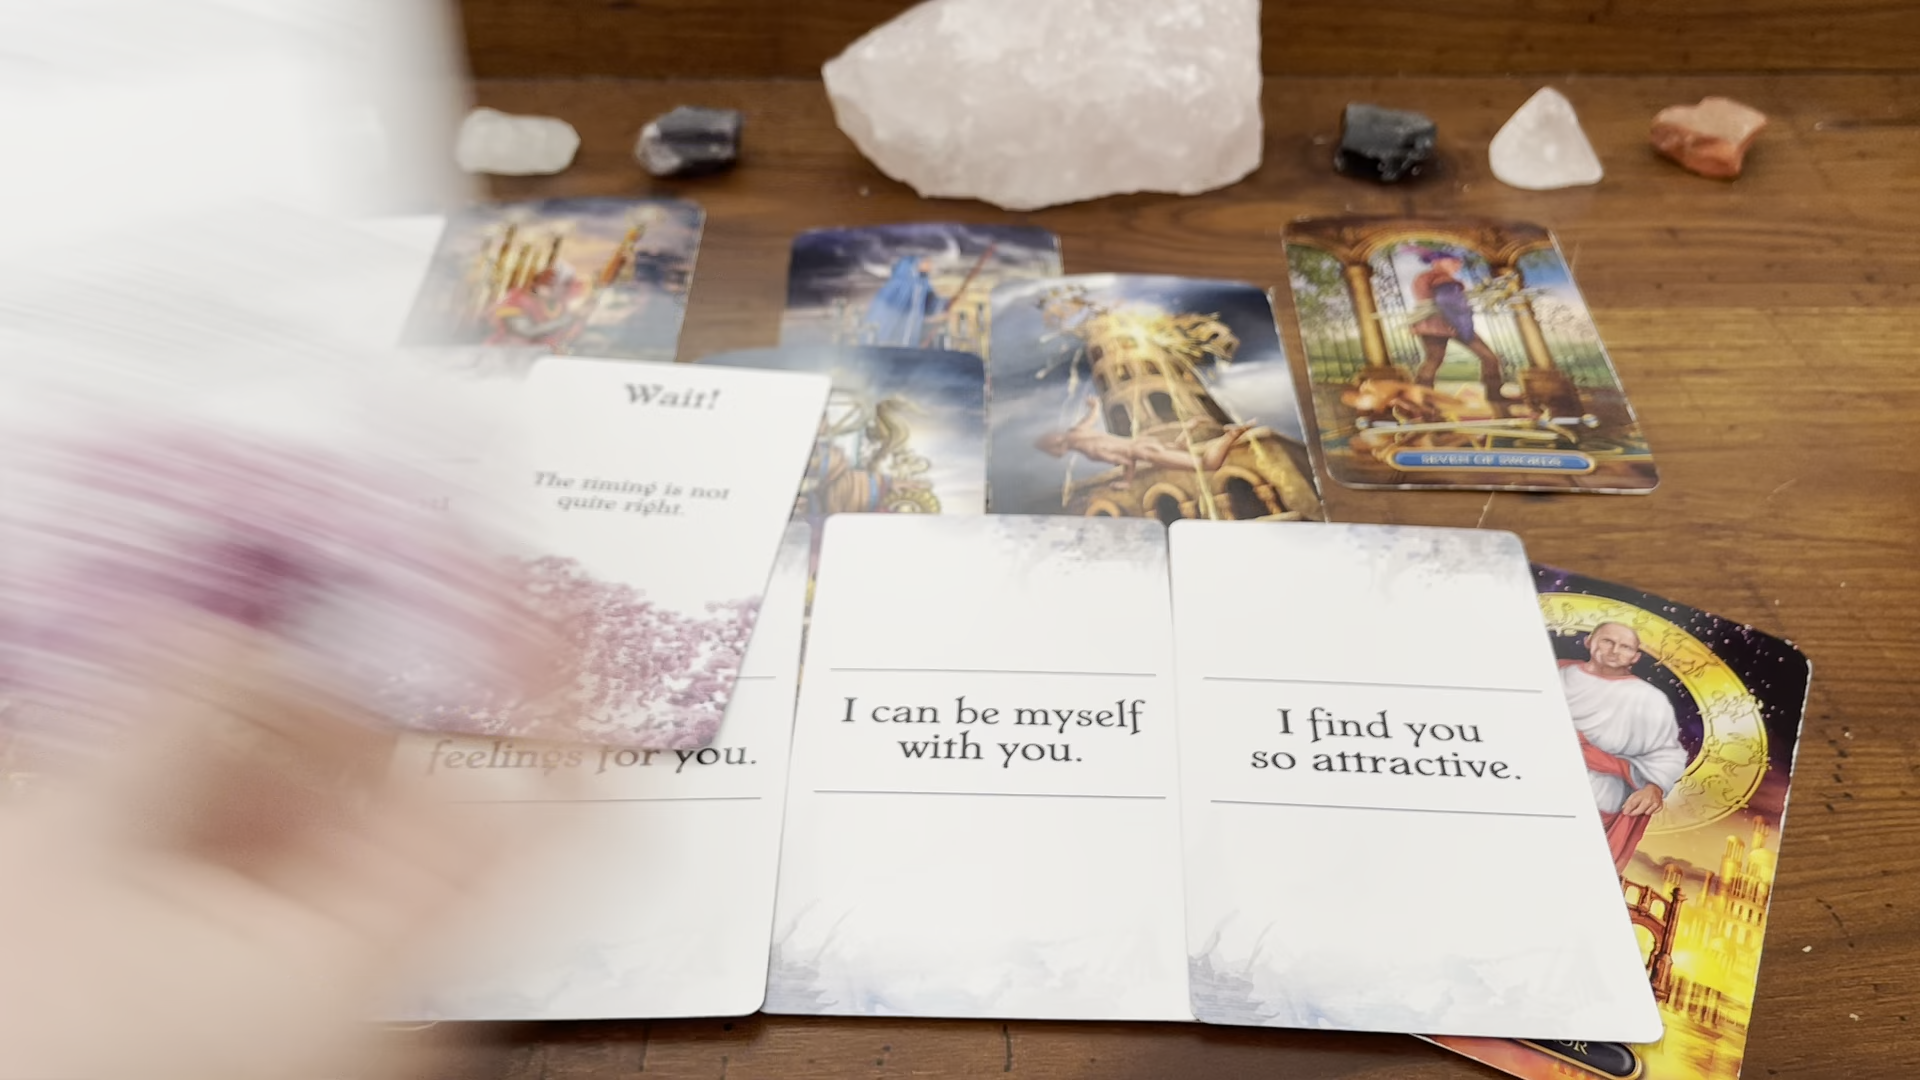 Wait!
The timing is not
quite right.
SEVEN OF SWORDS
feelings for you.
I can be myself
with you.
I find you
so attractive.